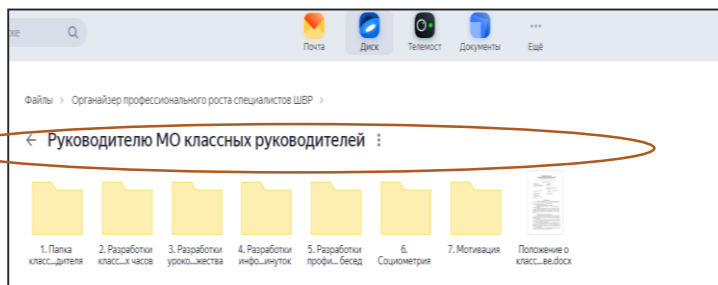 ке
Почта Диск Телемост Документы Ещё
Файлы > Органайзер профессионального роста специалистов ШВР >
← Руководителю МО классных руководителей
1. Папка класс...дителя
2. Разработки класс...х часов
3. Разработки уроко...жества
4. Разработки инфо...инуток
5. Разработки профи... бесед
6. Социометрия
7. Мотивация
Положение о класс...ве.docx